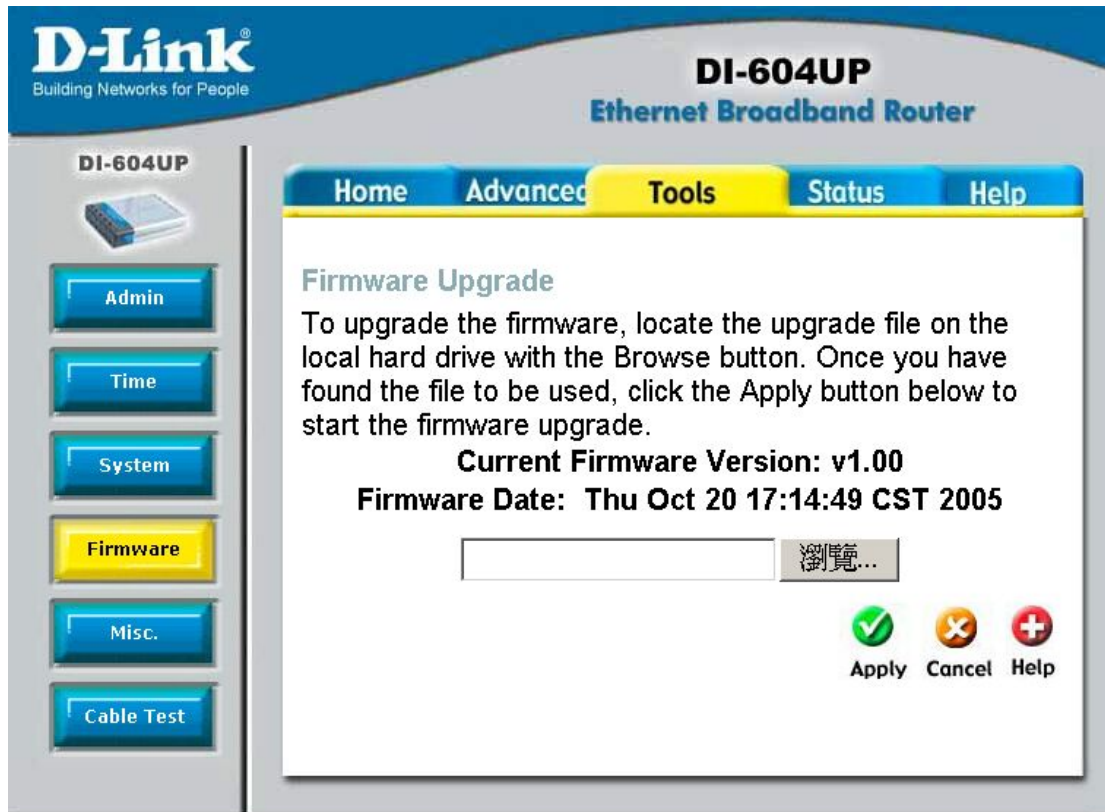 D-Link®
Building Networks for People
DI-604UP
Ethernet Broadband Router
DI-604UP
Home Advanced Tools Status Help
Admin
Time
System
Firmware
Misc.
Cable Test
Firmware Upgrade
To upgrade the firmware, locate the upgrade file on the
local hard drive with the Browse button. Once you have
found the file to be used, click the Apply button below to
start the firmware upgrade.
Current Firmware Version: v1.00
Firmware Date: Thu Oct 20 17:14:49 CST 2005
瀏覽...
Apply Cancel Help